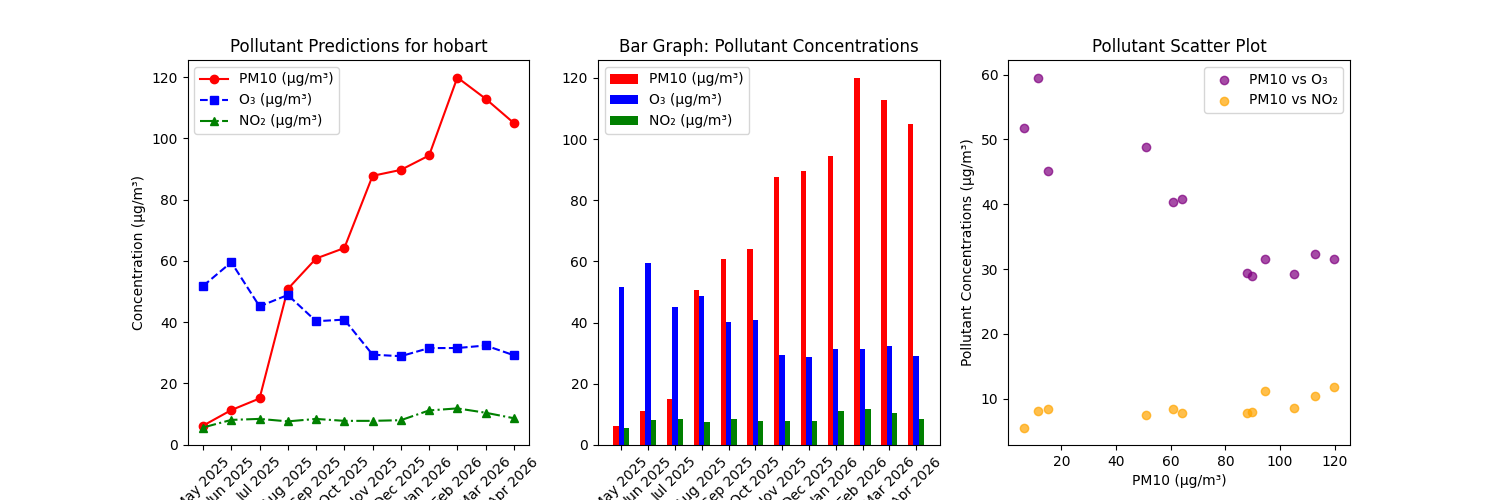 Pollutant Predictions for hobart
Concentration (µg/m³)
PM10 (µg/m³)
O₃ (µg/m³)
NO₂ (µg/m³)
120
100
80
60
40
20
0
2025
Jun 2025
Jul 2025
2025
Sep 2025
Oct 2025
2025
Dec 2025
Jan 2026
Feb 2026
Mar 2026
Apr 2026
Bar Graph: Pollutant Concentrations
PM10 (µg/m³)
O₃ (µg/m³)
NO₂ (µg/m³)
120
100
80
60
40
20
0
2025
Jun 2025
Jul 2025
2025
Sep 2025
Oct 2025
2025
Dec 2025
Jan 2026
Feb 2026
Mar 2026
Apr 2026
Pollutant Scatter Plot
Pollutant Concentrations (µg/m³)
PM10 vs O₃
PM10 vs NO₂
60
50
40
30
20
10
20
40
60
80
100
120
PM10 (µg/m³)